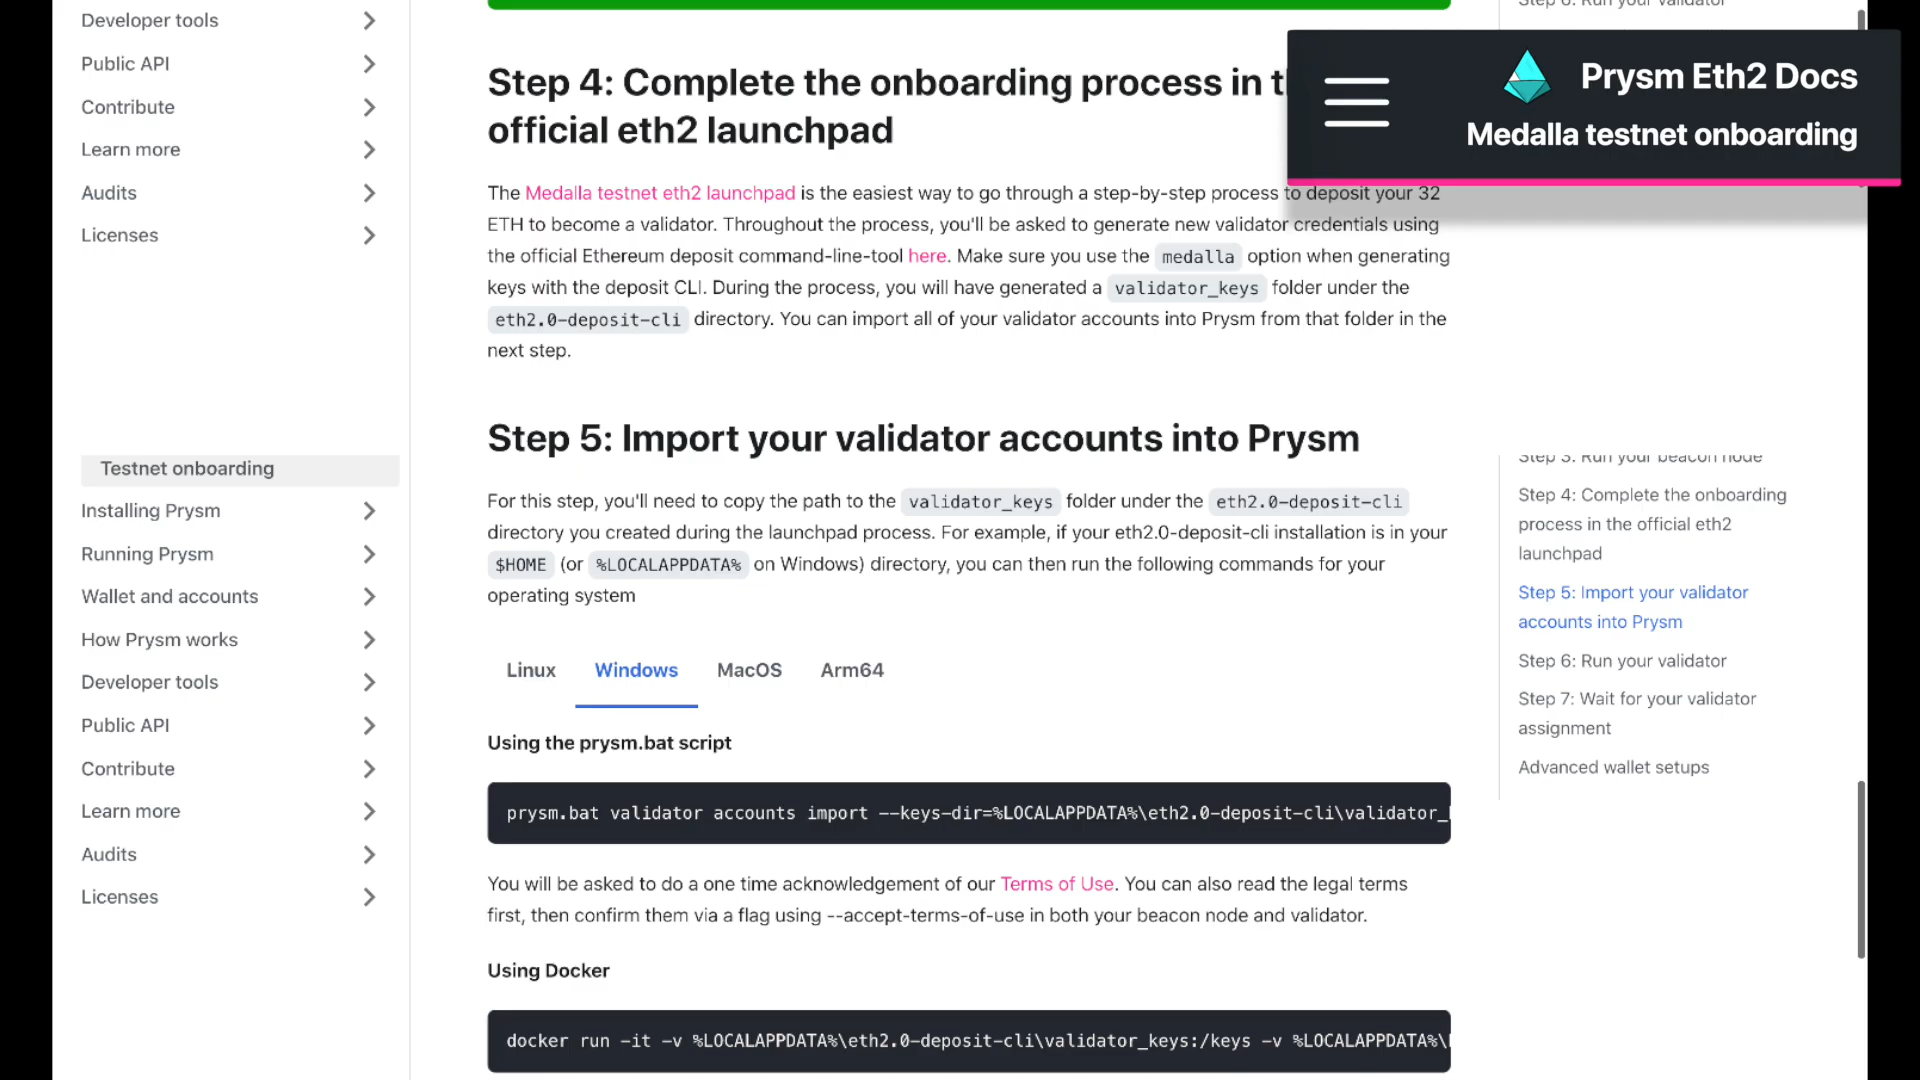 Developer tools
Public API
Contribute
Learn more
Audits
Licenses
Testnet onboarding
Installing Prysm
Running Prysm
Wallet and accounts
How Prysm works
Developer tools
Public API
Contribute
Learn more
Audits
Licenses
Step 4: Complete the onboarding process in
official eth2 launchpad
The Medalla testnet eth2 launchpad is the easiest way to go through a step-by-step process to deposit your 32
ETH to become a validator. Throughout the process, you'll be asked to generate new validator credentials using
the official Ethereum deposit command-line-tool here. Make sure you use the medalla option when generating
keys with the deposit CLI. During the process, you will have generated a validator_keys folder under the
eth2.0-deposit-cli directory. You can import all of your validator accounts into Prysm from that folder in the
next step.
Step 5: Import your validator accounts into Prysm
For this step, you'll need to copy the path to the validator_keys folder under the eth2.0-deposit-cli
directory you created during the launchpad process. For example, if your eth2.0-deposit-cli installation is in your
$HOME (or %LOCALAPPDATA% on Windows) directory, you can then run the following commands for your
operating system
Linux Windows MacOS Arm64
Using the prysm.bat script
prysm.bat validator accounts import --keys-dir=%LOCALAPPDATA%\eth2.0-deposit-cli\validator_
You will be asked to do a one time acknowledgement of our Terms of Use. You can also read the legal terms
first, then confirm them via a flag using --accept-terms-of-use in both your beacon node and validator.
Using Docker
docker run -it -v %LOCALAPPDATA%\eth2.0-deposit-cli\validator_keys:/keys -v %LOCALAPPDATA%\
Step 6: Run your validator
Prysm Eth2 Docs
Medalla testnet onboarding
Step 3: Run your beacon node
Step 4: Complete the onboarding
process in the official eth2
launchpad
Step 5: Import your validator
accounts into Prysm
Step 6: Run your validator
Step 7: Wait for your validator
assignment
Advanced wallet setups